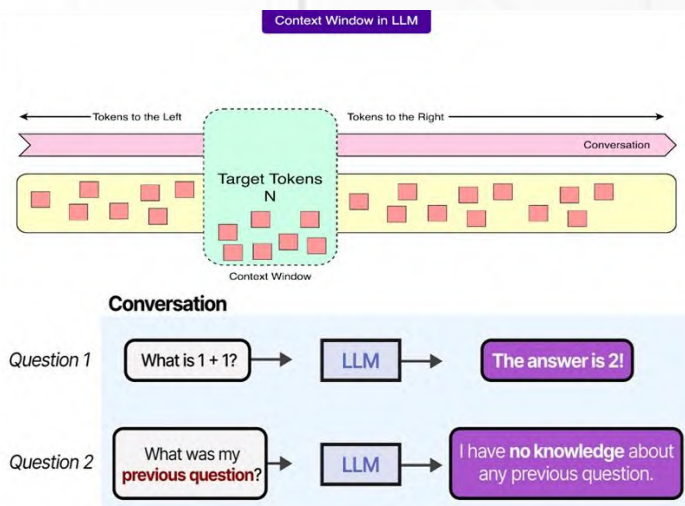 Context Window in LLM
Tokens to the Left
Tokens to the Right
Conversation
Target Tokens
N
Context Window
Conversation
Question 1
What is 1 + 1?
LLM
The answer is 2!
Question 2
What was my
previous question?
LLM
I have no knowledge about
any previous question.